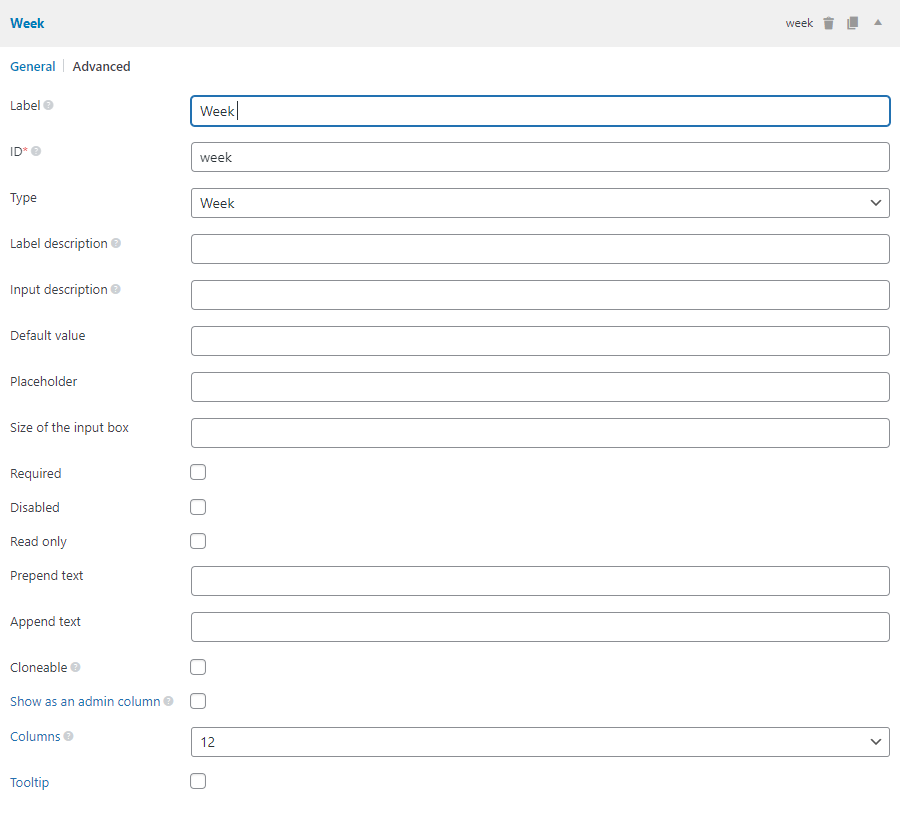 Week week
General Advanced
Label Week
ID* week
Type Week
Label description
Input description
Default value
Placeholder
Size of the input box
Required
Disabled
Read only
Prepend text
Append text
Cloneable
Show as an admin column
Columns 12
Tooltip